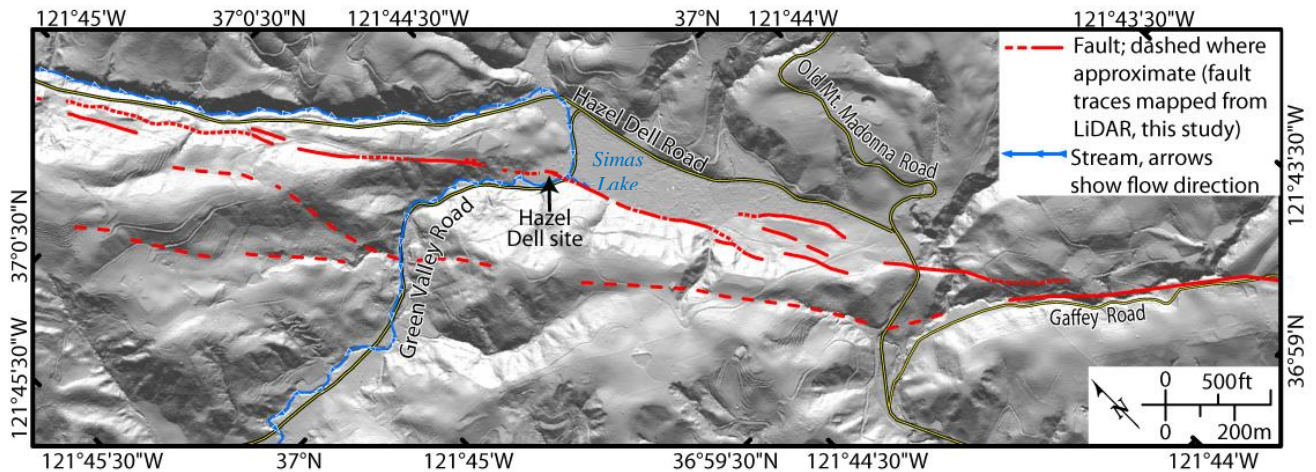 121°45'W
37°0'30"N
121°44'30"W
37°N
121°44'W
121°43'30"W
Fault; dashed where
approximate (fault
traces mapped from
LiDAR, this study)
Stream, arrows
show flow direction
Old Mt. Madonna Road
Hazel Dell Road
Simas
Lake
Hazel
Dell site
Green Valley Road
Gaffey Road
37°0'30"N
121°45'30"W
121°43'30"W
36°59'N
N
0 500ft
0 200m
121°45'30"W
37°N
121°45'W
36°59'30"N
121°44'30"W
121°44'W